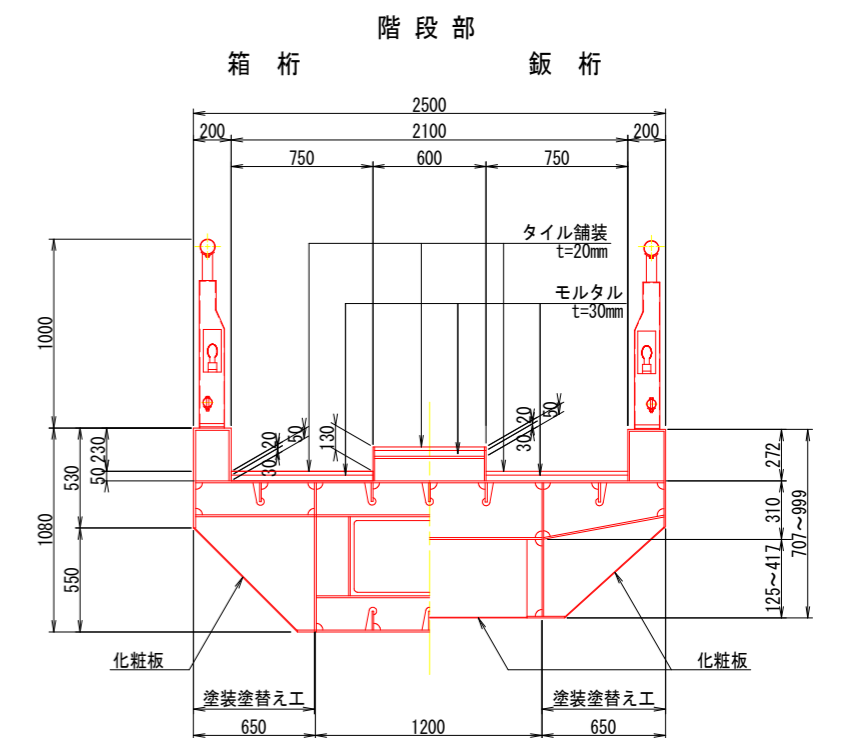 階段部
箱桁 鈑桁
2500
200 2100 200
750 600 750
タイル舗装
t=20mm
モルタル
t=30mm
1000
230
50
530
1080
550
30 20 50
130
30 20 50
272
310
125～417
707～999
化粧板 化粧板
塗装塗替え工 塗装塗替え工
650 1200 650